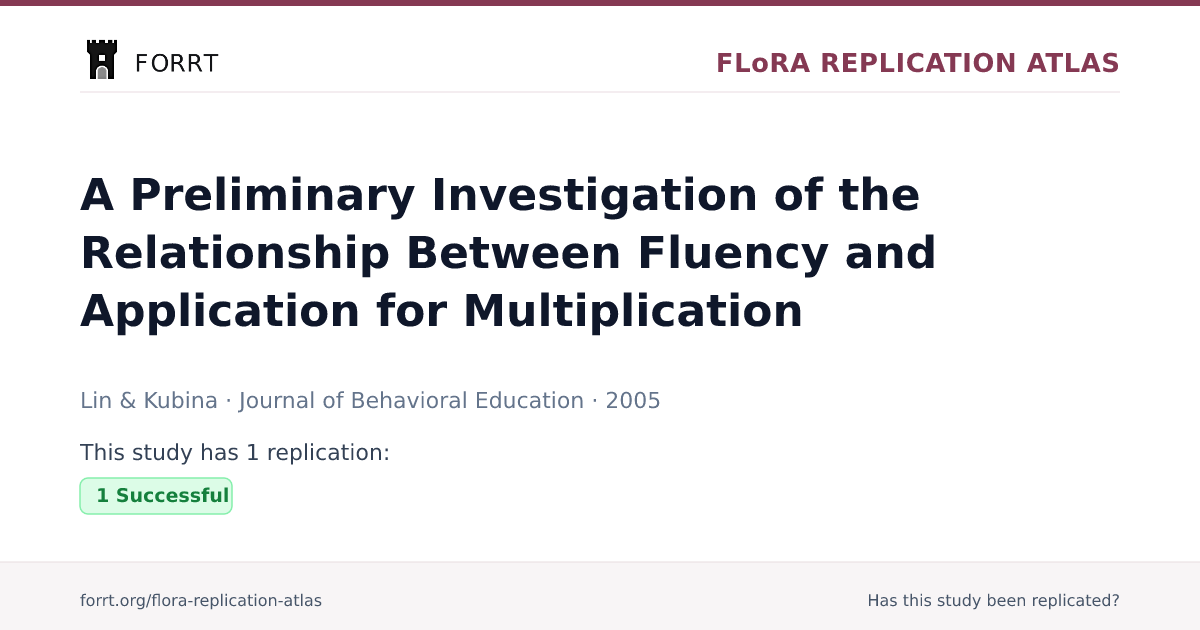 FORRT
FLoRA REPLICATION ATLAS
A Preliminary Investigation of the
Relationship Between Fluency and
Application for Multiplication
Lin & Kubina · Journal of Behavioral Education · 2005
This study has 1 replication:
1 Successful
forrt.org/flora-replication-atlas
Has this study been replicated?